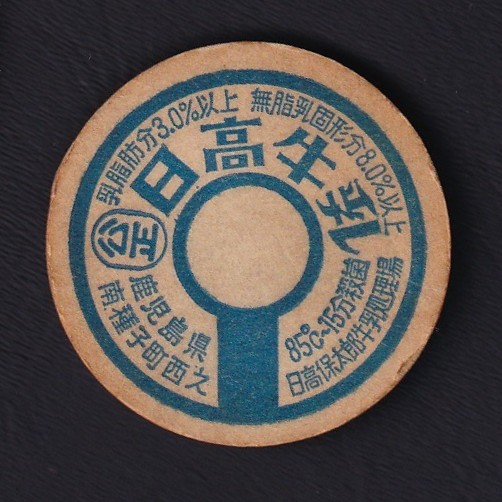 乳脂肪分3.0%以上 無脂乳固形分8.0%以上
日高牛乳
公正
鹿児島県
南種子町西之
85°C-15分殺菌
日高保太郎牛乳処理場